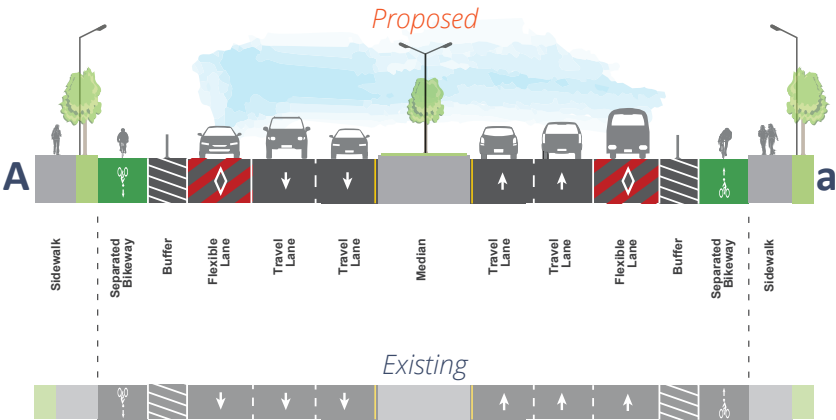 Proposed
A
a
Sidewalk
Separated
Bikeway
Buffer
Flexible
Lane
Travel
Lane
Travel
Lane
Median
Travel
Lane
Travel
Lane
Flexible
Lane
Buffer
Separated
Bikeway
Sidewalk
Existing